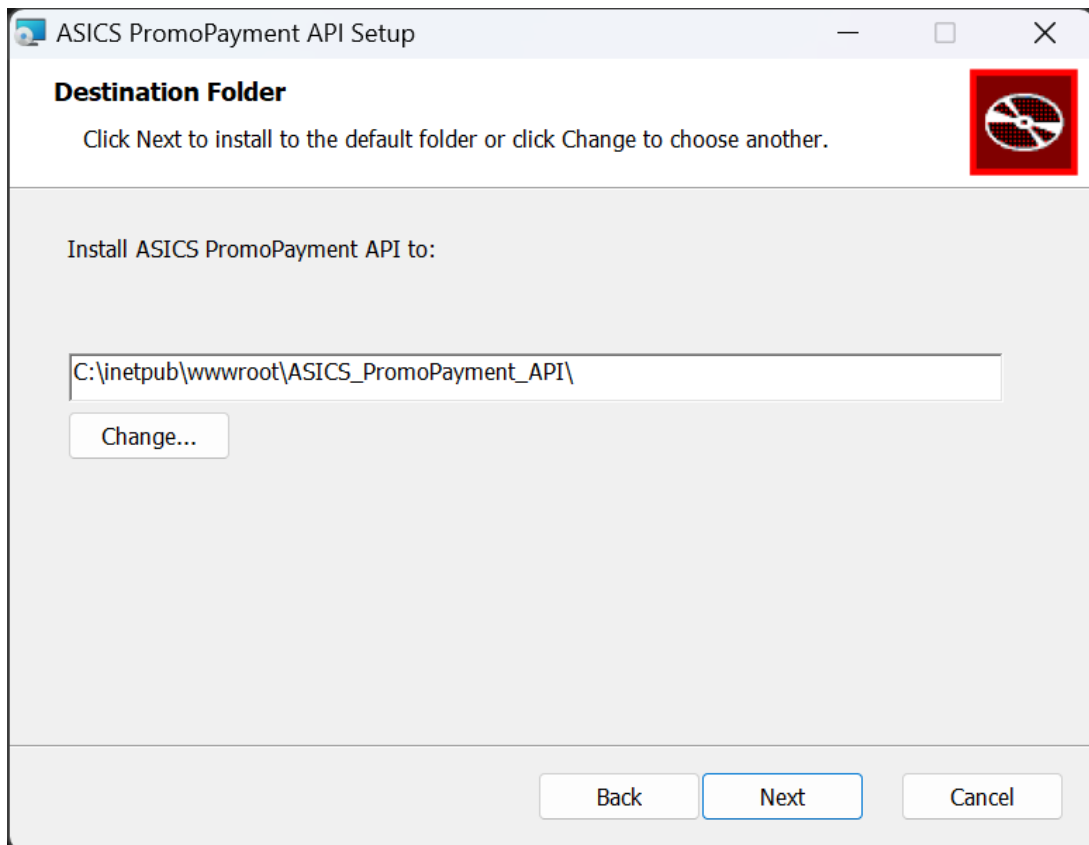 ASICS PromoPayment API Setup
Destination Folder
Click Next to install to the default folder or click Change to choose another.
Install ASICS PromoPayment API to:
C:\inetpub\wwwroot\ASICS_PromoPayment_API\
Change...
Back
Next
Cancel